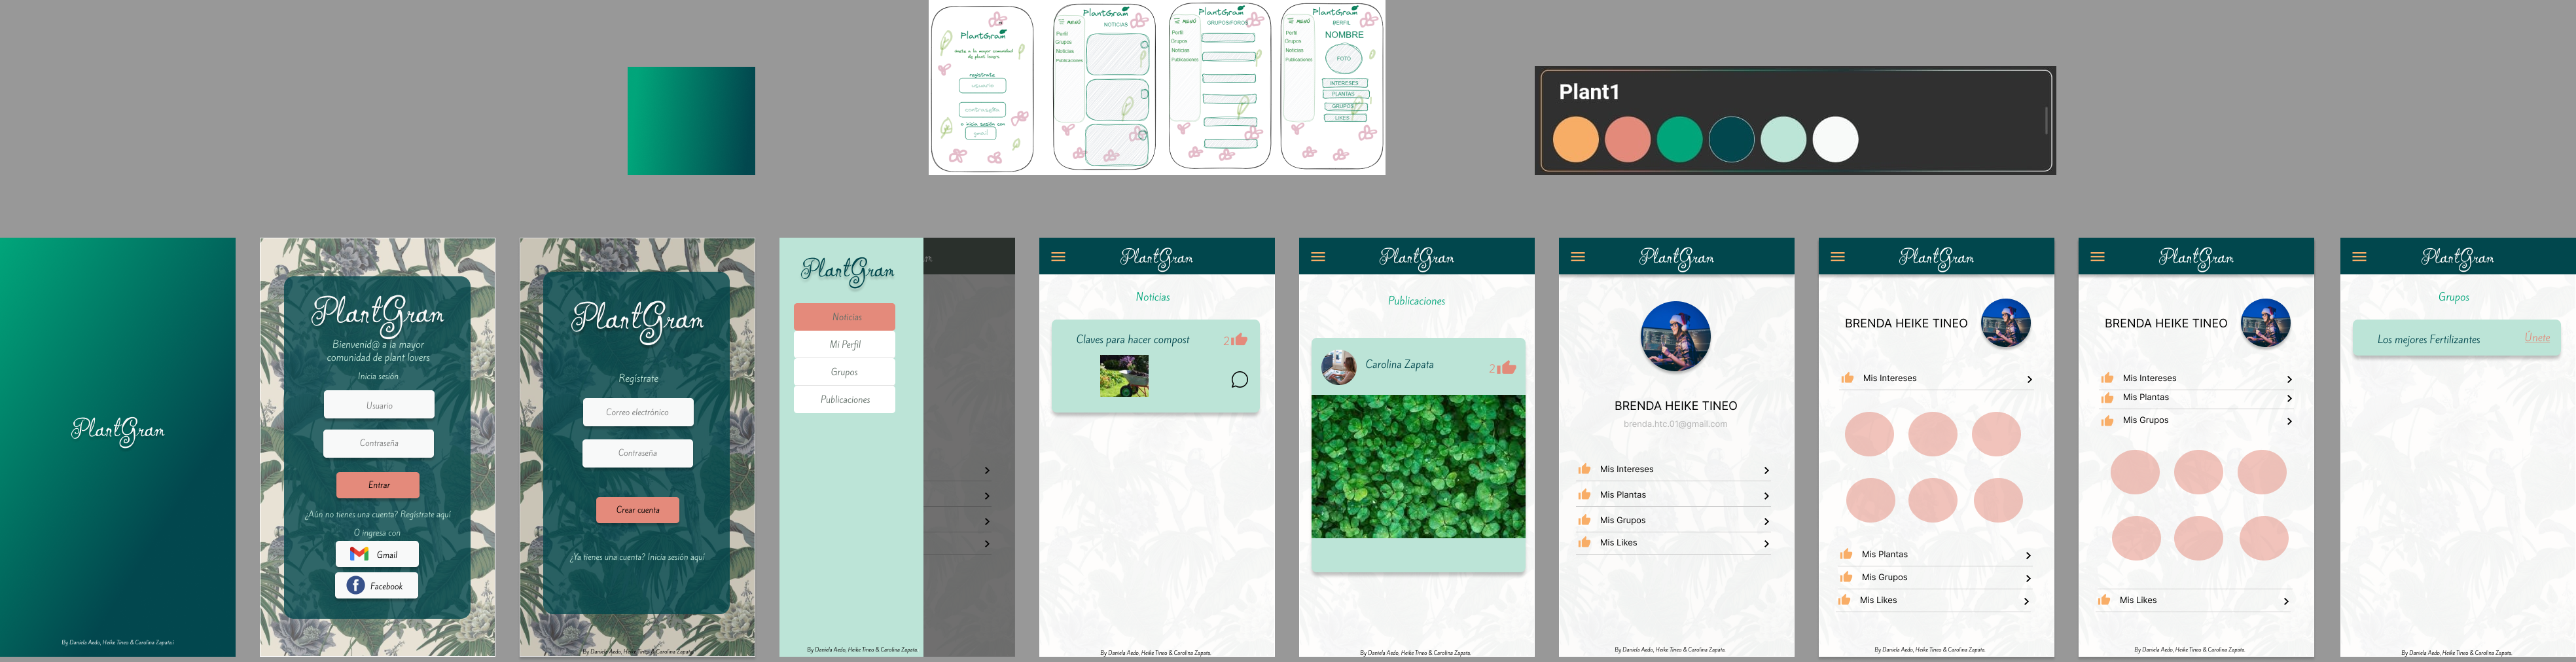 PlantGram
únete a la mayor comunidad
de plant lovers
regístrate
usuario
contraseña
o inicia sesión con
gmail
PlantGram
MENÚ
NOTICIAS
Perfil
Grupos
Noticias
Publicaciones
PlantGram
MENÚ
GRUPOS/FOROS
Perfil
Grupos
Noticias
Publicaciones
PlantGram
MENÚ
PERFIL
Perfil
Grupos
Noticias
Publicaciones
NOMBRE
FOTO
INTERESES
PLANTAS
GRUPOS
LIKES
Plant1
PlantGram
By Daniela Aedo, Heike Tineo & Carolina Zapata.i
PlantGram
Bienvenid@ a la mayor
comunidad de plant lovers
Inicia sesión
Usuario
Contraseña
Entrar
¿Aún no tienes una cuenta? Regístrate aquí
O ingresa con
Gmail
Facebook
PlantGram
Regístrate
Correo electrónico
Contraseña
Crear cuenta
¿Ya tienes una cuenta? Inicia sesión aquí
By Daniela Aedo, Heike Tineo & Carolina Zapata.
PlantGram
Noticias
Mi Perfil
Grupos
Publicaciones
By Daniela Aedo, Heike Tineo & Carolina Zapata.
PlantGram
Noticias
Claves para hacer compost
2
By Daniela Aedo, Heike Tineo & Carolina Zapata.
PlantGram
Publicaciones
Carolina Zapata
2
By Daniela Aedo, Heike Tineo & Carolina Zapata.
PlantGram
BRENDA HEIKE TINEO
brenda.htc.01@gmail.com
Mis Intereses
Mis Plantas
Mis Grupos
Mis Likes
By Daniela Aedo, Heike Tineo & Carolina Zapata.
PlantGram
BRENDA HEIKE TINEO
Mis Intereses
Mis Plantas
Mis Grupos
Mis Likes
By Daniela Aedo, Heike Tineo & Carolina Zapata.
PlantGram
BRENDA HEIKE TINEO
Mis Intereses
Mis Plantas
Mis Grupos
Mis Likes
By Daniela Aedo, Heike Tineo & Carolina Zapata.
PlantGram
Grupos
Los mejores Fertilizantes
Únete
By Daniela Aedo, Heike Tineo & Carolina Zapata.